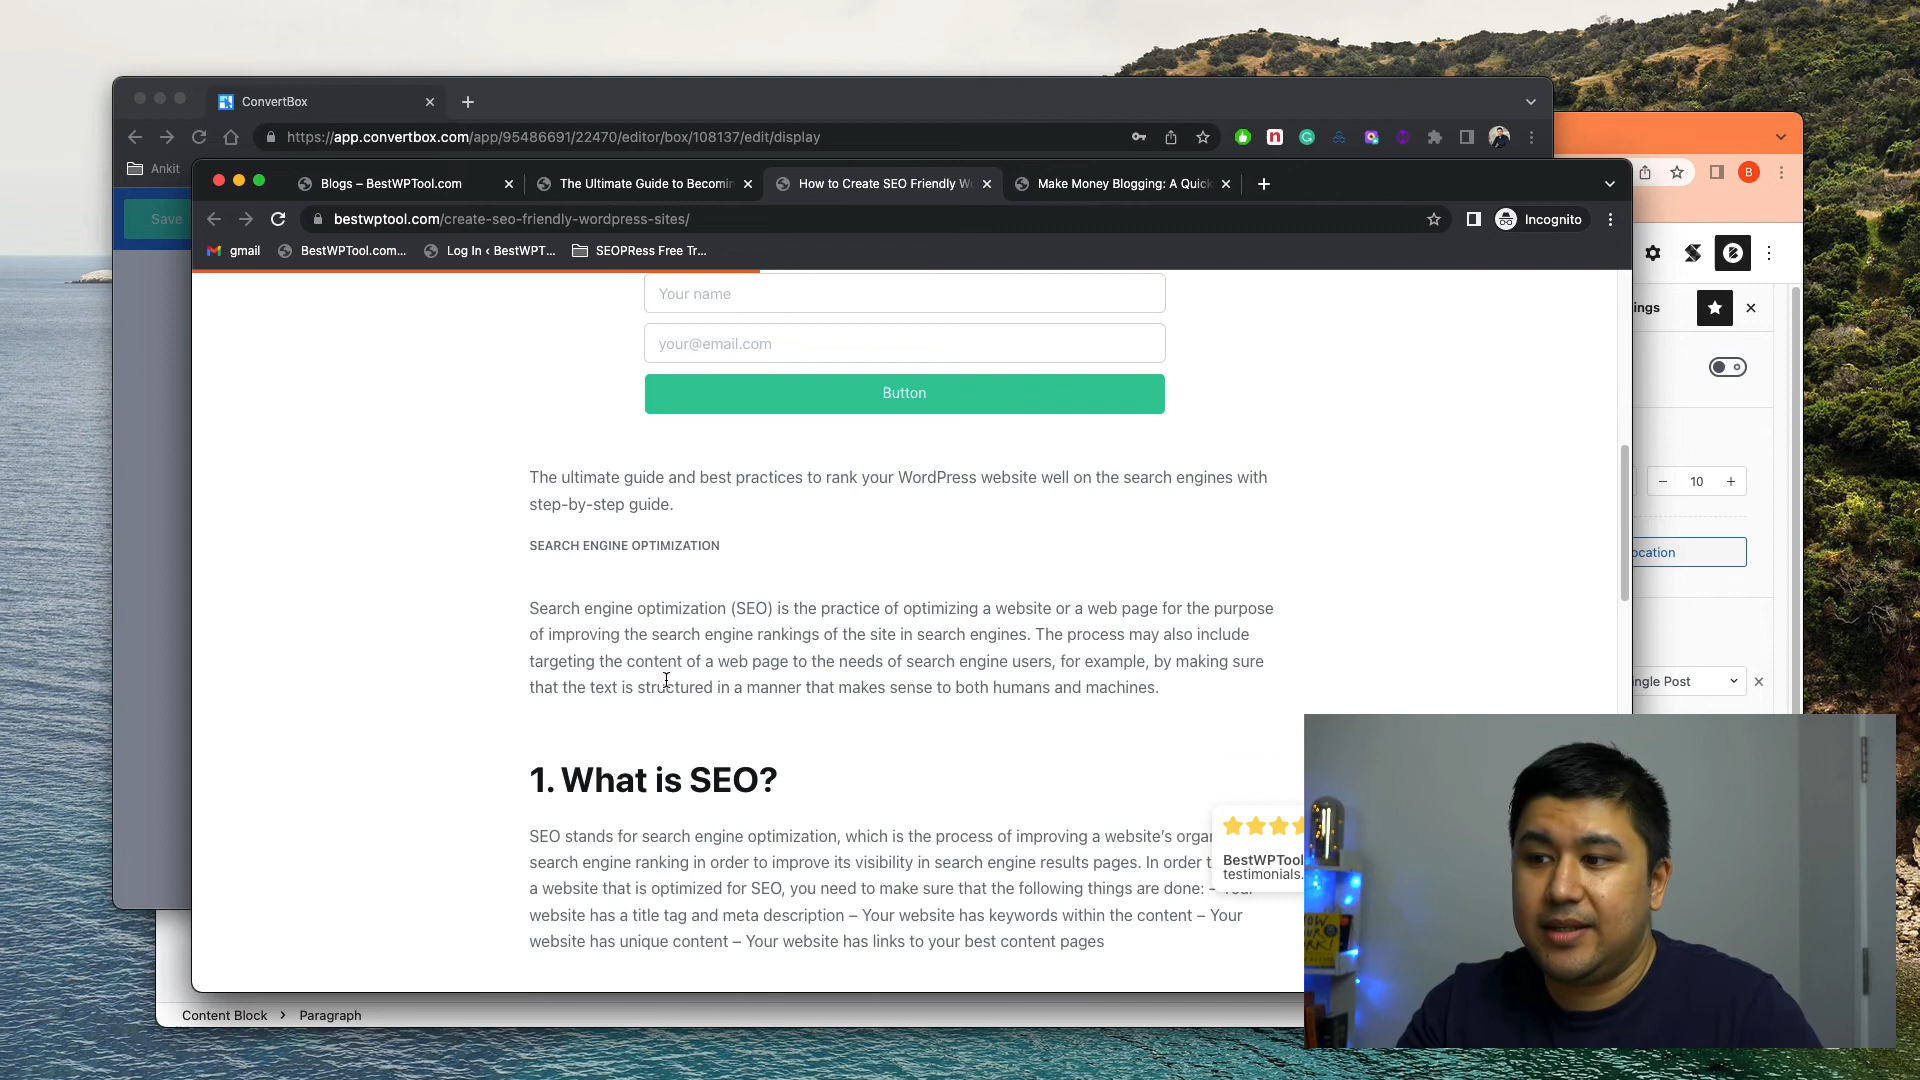 ConvertBox
https://app.convertbox.com/app/95486691/22470/editor/box/108137/edit/display
Ankit
Save
B
Blogs – BestWPTool.com
The Ultimate Guide to Becomin
How to Create SEO Friendly W
Make Money Blogging: A Quick
bestwptool.com/create-seo-friendly-wordpress-sites/
Incognito
gmail
BestWPTool.com...
Log In ‹ BestWPT...
SEOPRess Free Tr...
ings
10
ocation
ngle Post
Your name
your@email.com
Button
The ultimate guide and best practices to rank your WordPress website well on the search engines with
step-by-step guide.
SEARCH ENGINE OPTIMIZATION
Search engine optimization (SEO) is the practice of optimizing a website or a web page for the purpose
of improving the search engine rankings of the site in search engines. The process may also include
targeting the content of a web page to the needs of search engine users, for example, by making sure
that the text is structured in a manner that makes sense to both humans and machines.
1. What is SEO?
SEO stands for search engine optimization, which is the process of improving a website's orga
search engine ranking in order to improve its visibility in search engine results pages. In order t
a website that is optimized for SEO, you need to make sure that the following things are done: – Your
website has a title tag and meta description – Your website has keywords within the content – Your
website has unique content – Your website has links to your best content pages
BestWPTool
testimonials.
Content Block > Paragraph